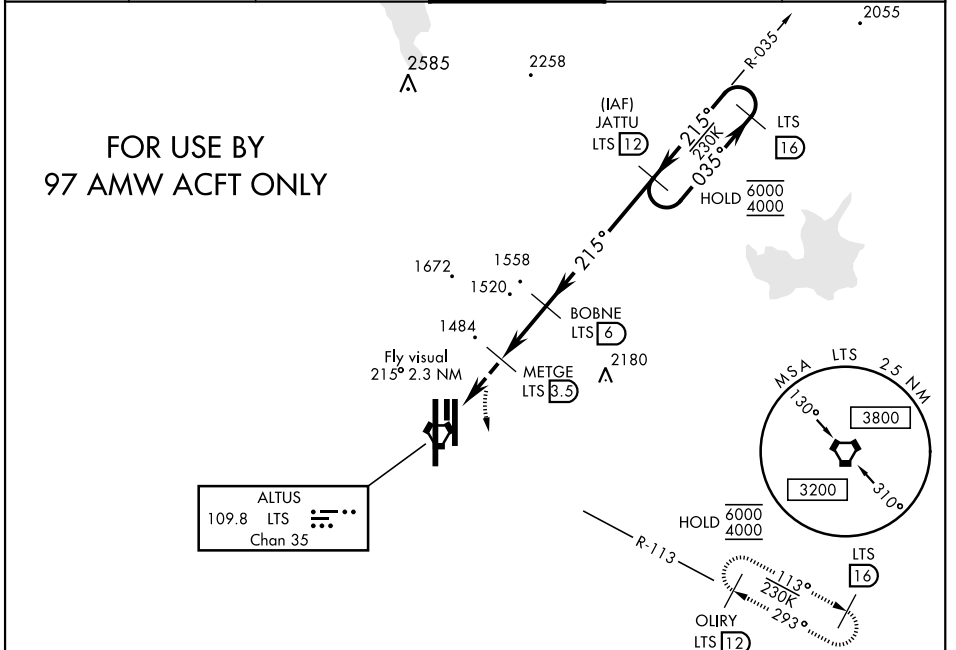 2055
R-035
2585
2258
(IAF)
JATTU
LTS 12
215°
230K
035°
LTS
16
FOR USE BY
97 AMW ACFT ONLY
HOLD 6000
4000
215°
1672
1558
1520
BOBNE
LTS 6
1484
Fly visual
215° 2.3 NM
METGE
LTS 3.5
2180
MSA LTS 25 NM
130°
3800
3200
310°
ALTUS
109.8 LTS
Chan 35
HOLD 6000
4000
R-113
LTS
16
113°
230K
293°
OLIRY
LTS 12